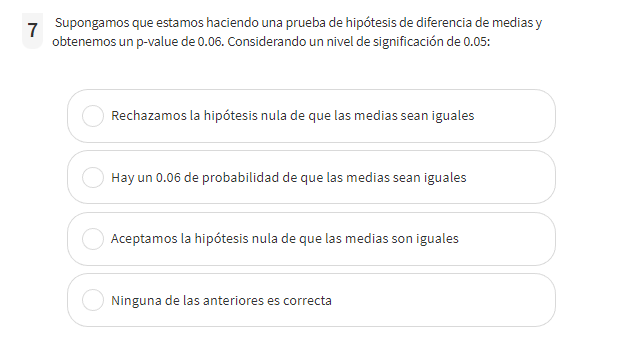 7
Supongamos que estamos haciendo una prueba de hipótesis de diferencia de medias y
obtenemos un p-value de 0.06. Considerando un nivel de significación de 0.05:
Rechazamos la hipótesis nula de que las medias sean iguales
Hay un 0.06 de probabilidad de que las medias sean iguales
Aceptamos la hipótesis nula de que las medias son iguales
Ninguna de las anteriores es correcta